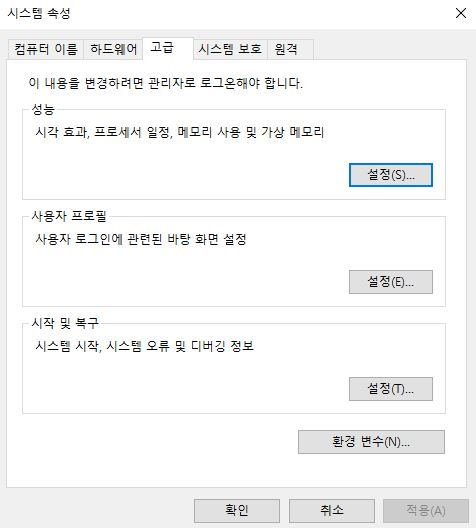 시스템 속성
컴퓨터 이름 하드웨어 고급 시스템 보호 원격
이 내용을 변경하려면 관리자로 로그온해야 합니다.
성능
시각 효과, 프로세서 일정, 메모리 사용 및 가상 메모리
설정(S)...
사용자 프로필
사용자 로그인에 관련된 바탕 화면 설정
설정(E)...
시작 및 복구
시스템 시작, 시스템 오류 및 디버깅 정보
설정(T)...
환경 변수(N)...
확인 취소 적용(A)